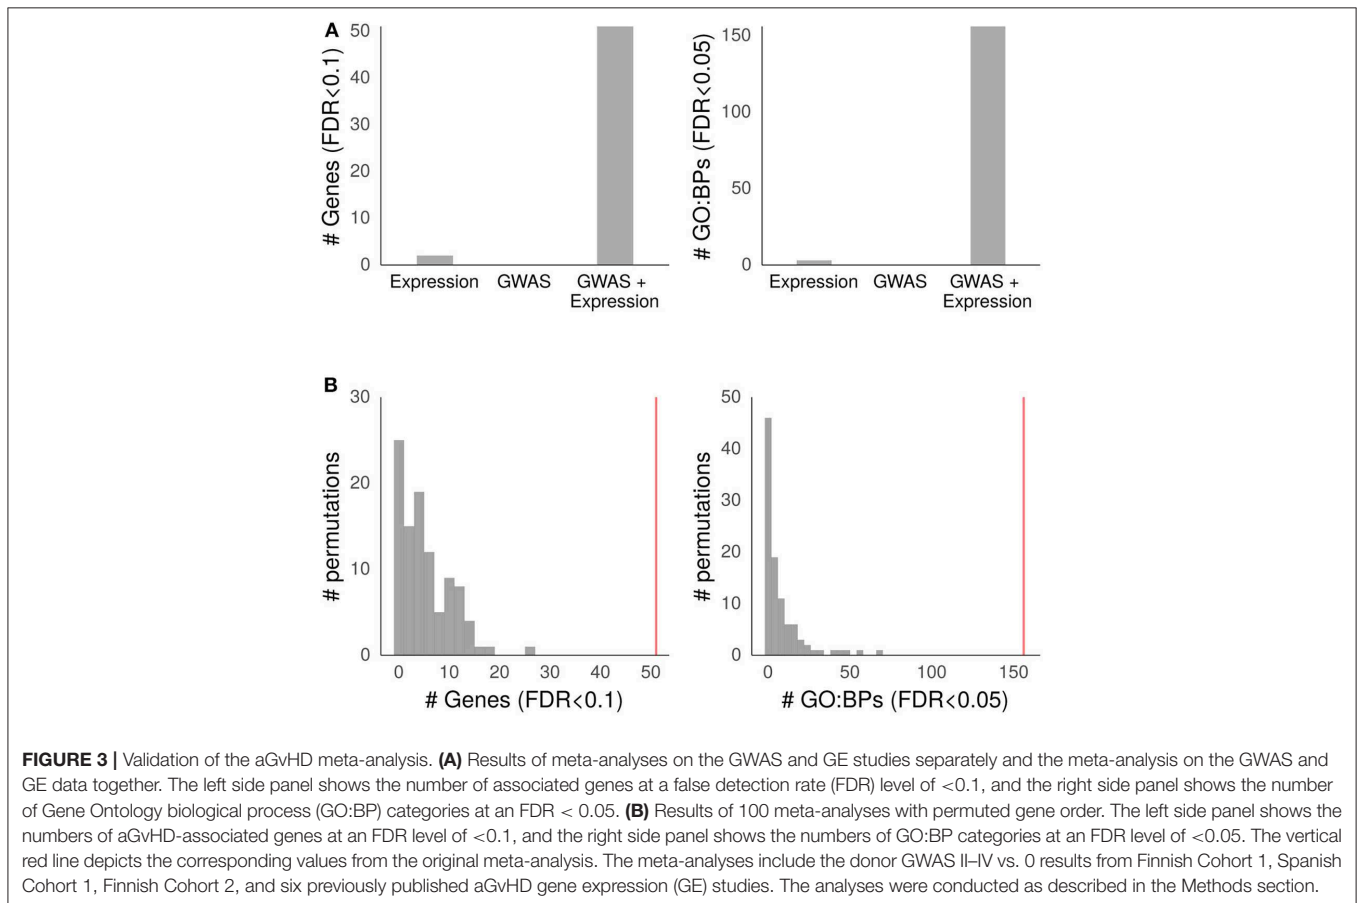 A
# Genes (FDR<0.1)
50
40
30
20
10
0
Expression GWAS GWAS +
Expression
# GO:BPs (FDR<0.05)
150
100
50
0
Expression GWAS GWAS +
Expression
B
# permutations
30
20
10
0
0 10 20 30 40 50
# Genes (FDR<0.1)
# permutations
50
40
30
20
10
0
0 50 100 150
# GO:BPs (FDR<0.05)
FIGURE 3 | Validation of the aGvHD meta-analysis. (A) Results of meta-analyses on the GWAS and GE studies separately and the meta-analysis on the GWAS and
GE data together. The left side panel shows the number of associated genes at a false detection rate (FDR) level of <0.1, and the right side panel shows the number
of Gene Ontology biological process (GO:BP) categories at an FDR < 0.05. (B) Results of 100 meta-analyses with permuted gene order. The left side panel shows the
numbers of aGvHD-associated genes at an FDR level of <0.1, and the right side panel shows the numbers of GO:BP categories at an FDR level of <0.05. The vertical
red line depicts the corresponding values from the original meta-analysis. The meta-analyses include the donor GWAS II–IV vs. 0 results from Finnish Cohort 1, Spanish
Cohort 1, Finnish Cohort 2, and six previously published aGvHD gene expression (GE) studies. The analyses were conducted as described in the Methods section.